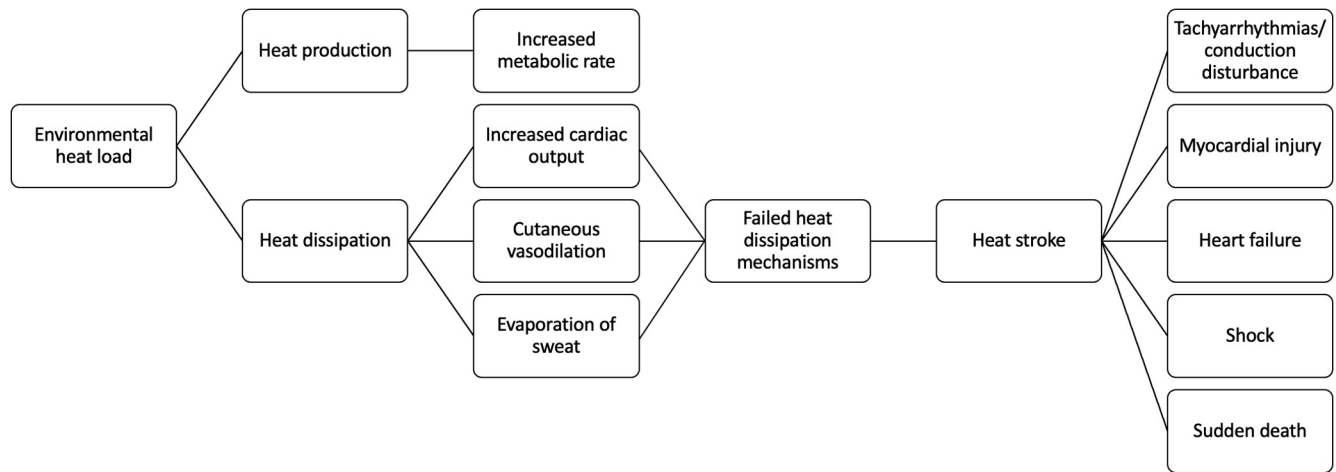 Environmental
heat load
Heat production
Heat dissipation
Increased
metabolic rate
Increased cardiac
output
Cutaneous
vasodilation
Evaporation of
sweat
Failed heat
dissipation
mechanisms
Heat stroke
Tachyarrhythmias/
conduction
disturbance
Myocardial injury
Heart failure
Shock
Sudden death